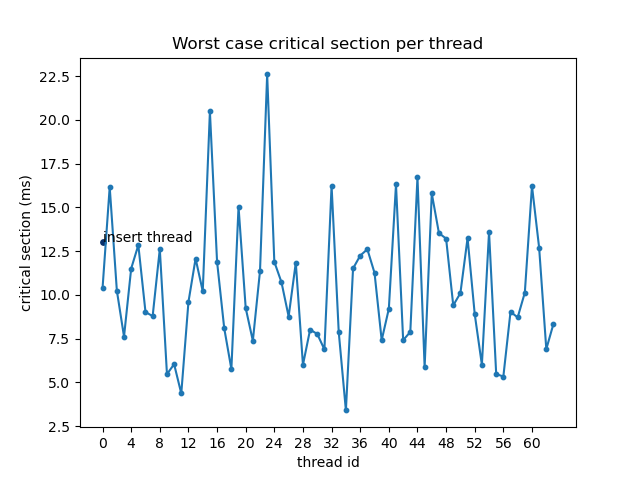 Worst case critical section per thread
22.5
20.0
17.5
15.0
12.5
10.0
7.5
5.0
2.5
critical section (ms)
insert thread
0 4 8 12 16 20 24 28 32 36 40 44 48 52 56 60
thread id